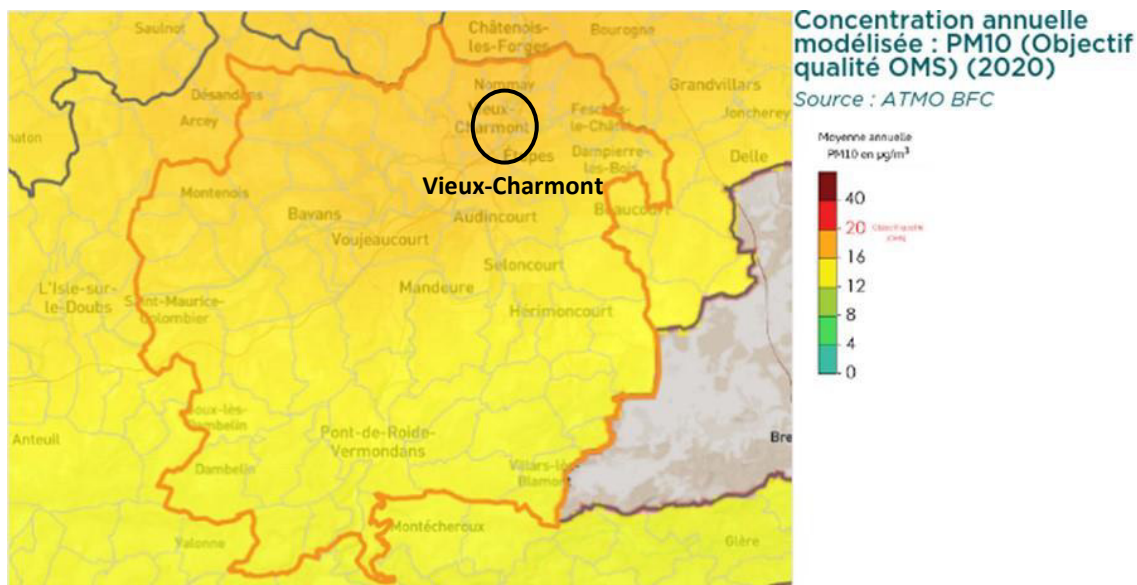 Concentration annuelle
modélisée : PM10 (Objectif
qualité OMS) (2020)
Source : ATMO BFC
Moyenne annuelle
PM10 en µg/m³
40
20
16
12
8
4
0
Saulnot
Châtenois-
les-Forges
Bourogne
Nommay
Grandvillars
Désandans
Arcey
Vieux-
Charmont
Fesches-
le-Châtel
Joncherey
Étapes
Dampierre-
les-Bois
Delle
Vieux-Charmont
Montenois
Bavans
Audincourt
Beaucourt
Voujeaucourt
Seloncourt
L'Isle-sur-
le-Doubs
Saint-Maurice-
Colombier
Mandeure
Hérimoncourt
Anteuil
Pont-de-Roide-
Vermondans
Bre
Dambelin
Villars-lès-
Blamont
Montécheroux
Valonne
Glère